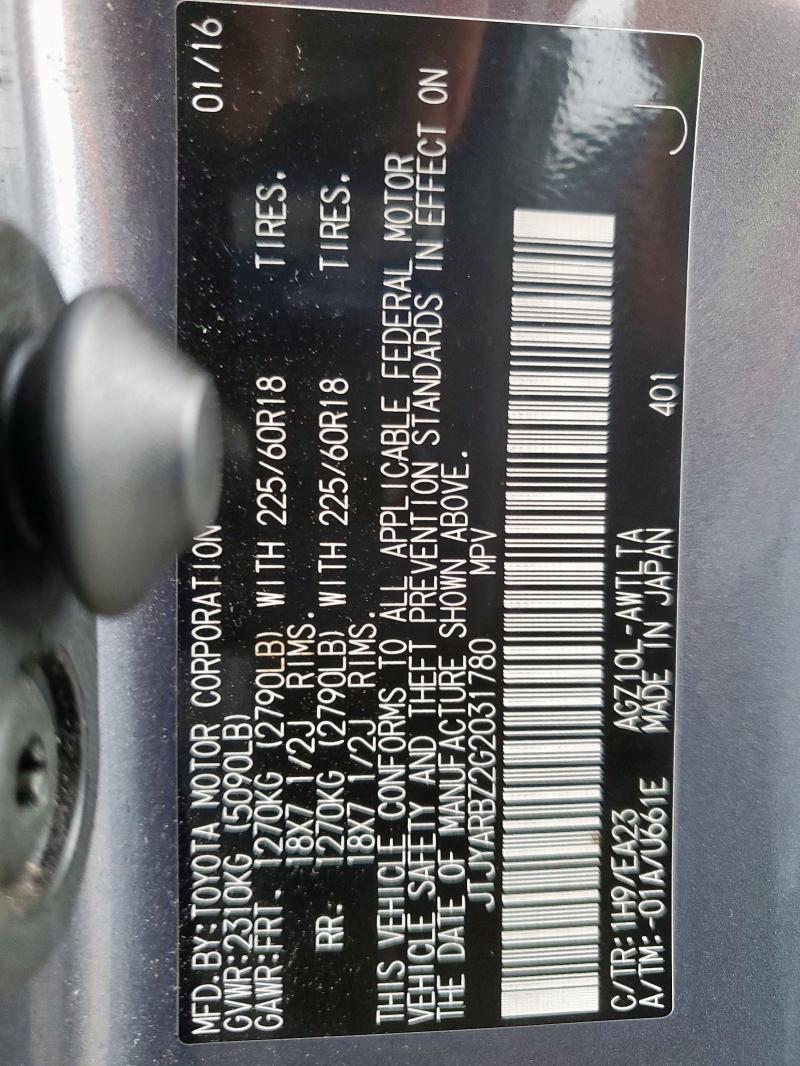 MFD. BY: TOYOTA MOTOR CORPORATION 01/16
GVWR: 2310KG (5090LB)
GAWR: FRT. 1270KG (2790LB) WITH 225/60R18 TIRES,
18X7 1/2J RIMS.
RR. 1270KG (2790LB) WITH 225/60R18 TIRES,
18X7 1/2J RIMS.
THIS VEHICLE CONFORMS TO ALL APPLICABLE FEDERAL MOTOR
VEHICLE SAFETY AND THEFT PREVENTION STANDARDS IN EFFECT ON
THE DATE OF MANUFACTURE SHOWN ABOVE.
JTJYARBZ2G2031780 MPV
C/TR: 1H9/EA23 AGZ10L-AWTLTA 401
A/TM: -01A/U661E MADE IN JAPAN J